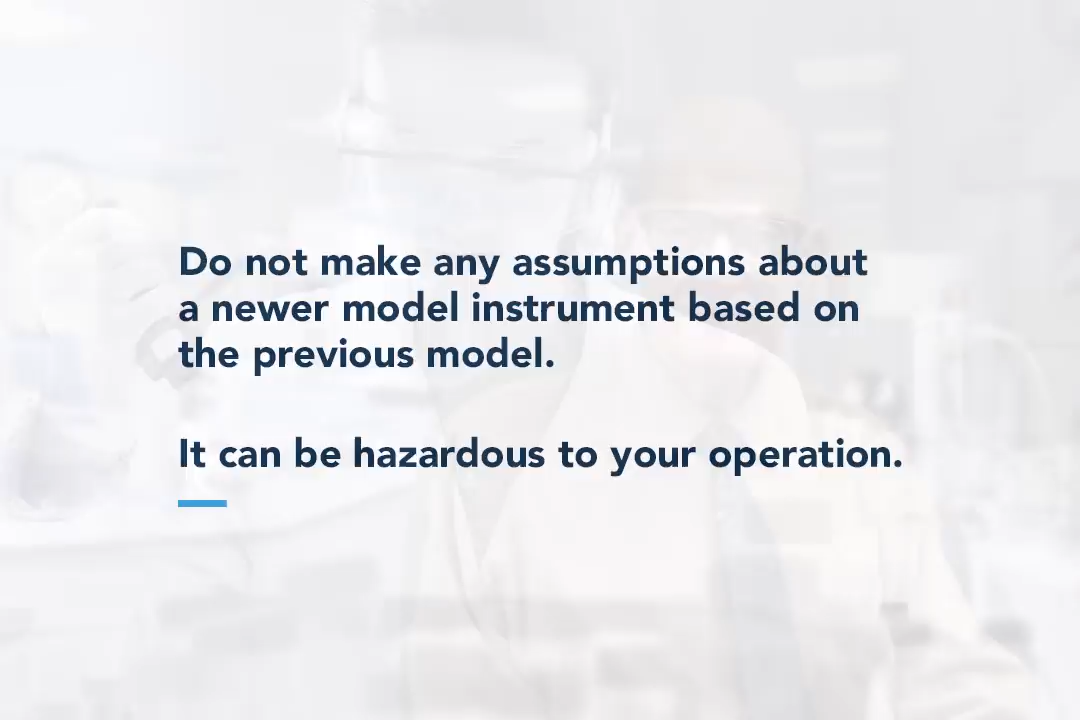 Do not make any assumptions about
a newer model instrument based on
the previous model.
It can be hazardous to your operation.